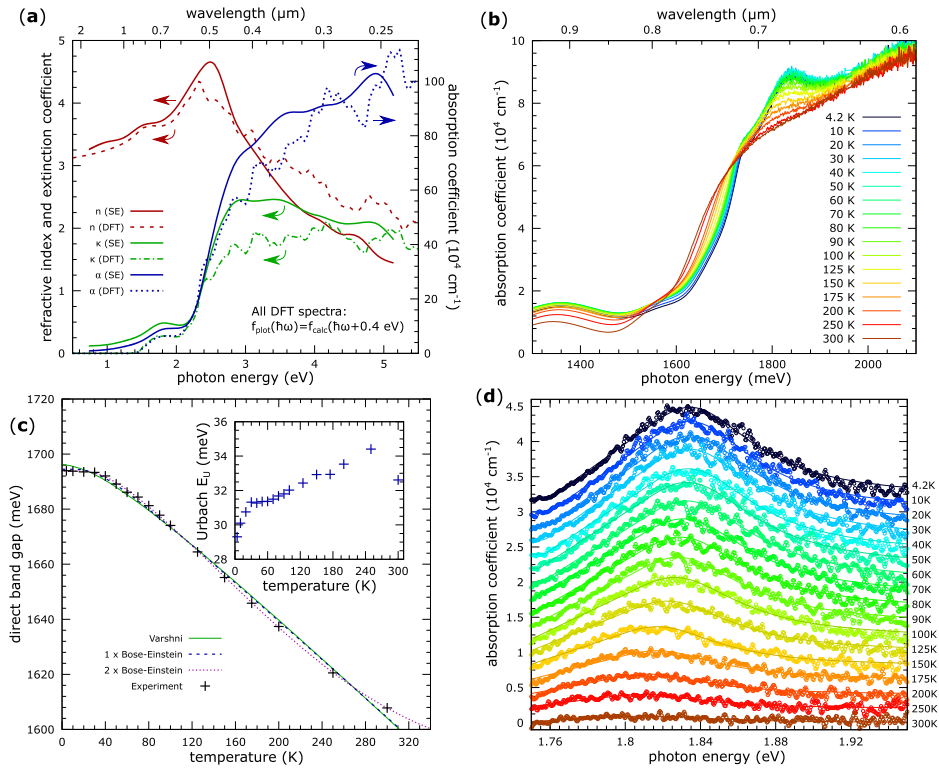 (a)
wavelength (μm)
2 1 0.7 0.5 0.4 0.3 0.25
refractive index and extinction coefficient
5
4
3
2
1
0
absorption coefficient (10⁴ cm⁻¹)
100
80
60
40
20
0
n (SE)
n (DFT)
κ (SE)
κ (DFT)
α (SE)
α (DFT)
All DFT spectra:
f_plot(ħω)=f_calc(ħω+0.4 eV)
1 2 3 4 5
photon energy (eV)
(b)
wavelength (μm)
0.9 0.8 0.7 0.6
absorption coefficient (10⁴ cm⁻¹)
10
8
6
4
2
0
4.2 K
10 K
20 K
30 K
40 K
50 K
60 K
70 K
80 K
90 K
100 K
125 K
150 K
175 K
200 K
250 K
300 K
1400 1600 1800 2000
photon energy (meV)
(c)
direct band gap (meV)
1720
1700
1680
1660
1640
1620
1600
Urbach E_U (meV)
36
34
32
30
28
0 60 120 180 240 300
temperature (K)
Varshni
1 x Bose-Einstein
2 x Bose-Einstein
Experiment
0 40 80 120 160 200 240 280 320
temperature (K)
(d)
absorption coefficient (10⁴ cm⁻¹)
4.5
4
3.5
3
2.5
2
1.5
1
0.5
0
4.2K
10K
20K
30K
40K
50K
60K
70K
80K
90K
100K
125K
150K
175K
200K
250K
300K
1.76 1.8 1.84 1.88 1.92
photon energy (eV)